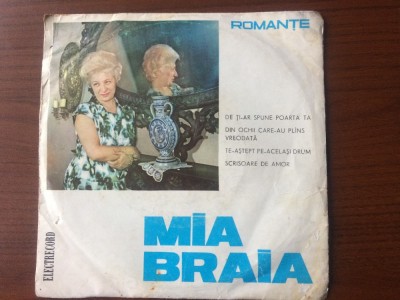 ROMANȚE
DE ȚI-AR SPUNE POARTA TA
DIN OCHII CARE-AU PLÎNS
VREODATĂ
TE-AȘTEPT PE-ACELAȘI DRUM
SCRISOARE DE AMOR
ELECTRECORD
MIA
BRAIA